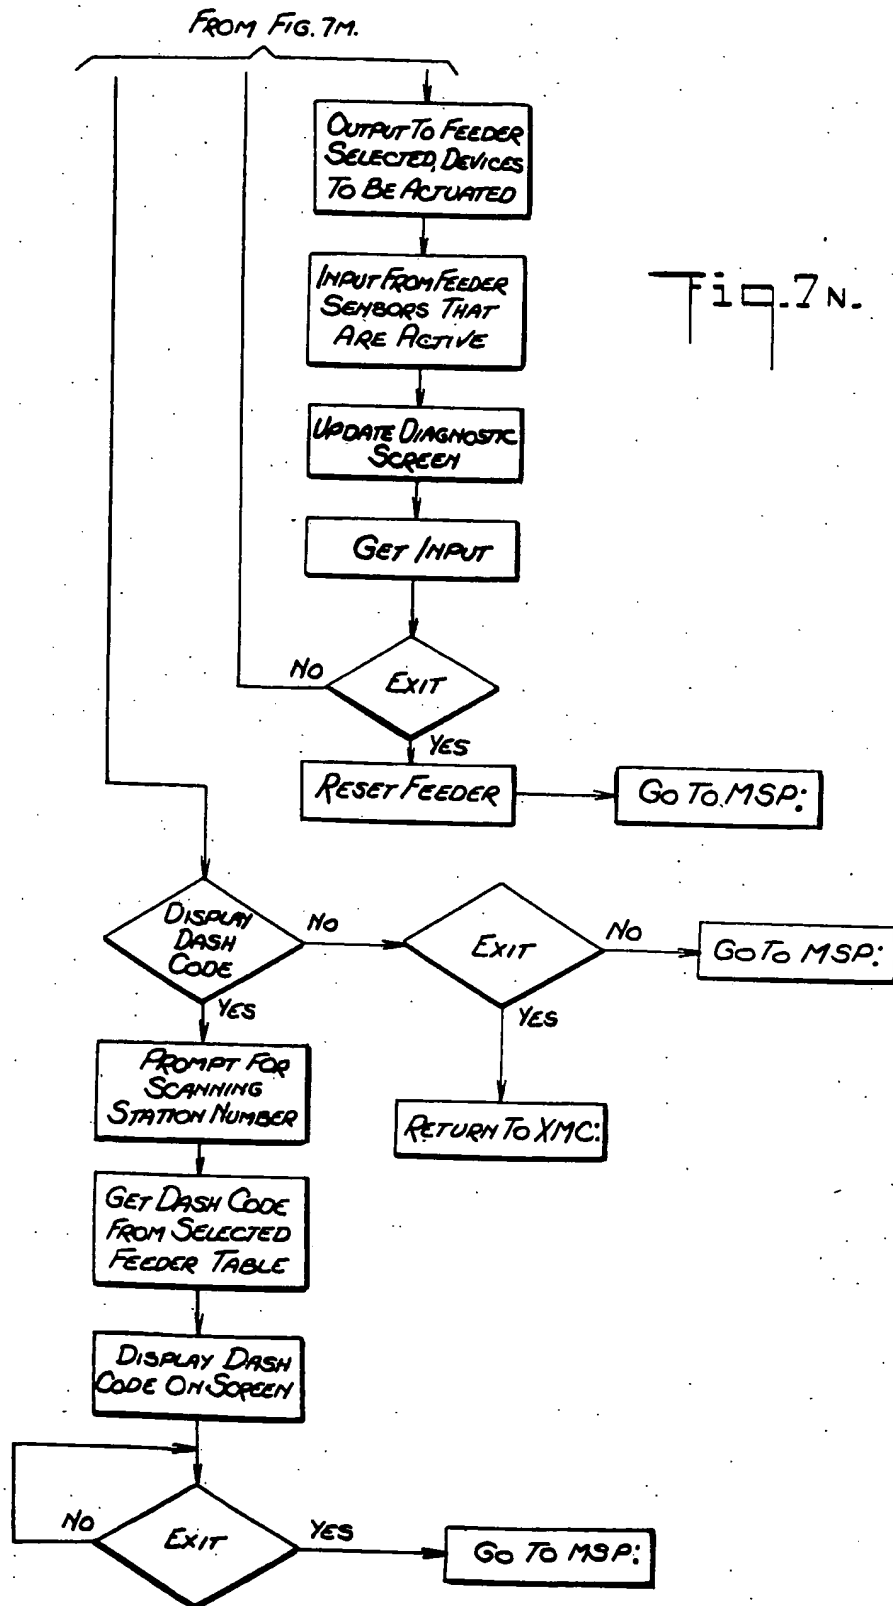 FROM FIG. 7M.
OUTPUT TO FEEDER
SELECTED, DEVICES
TO BE ACTUATED
INPUT FROM FEEDER
SENSORS THAT
ARE ACTIVE
Fig. 7N.
UPDATE DIAGNOSTIC
SCREEN
GET INPUT
NO
EXIT
YES
RESET FEEDER
GO TO MSP:
DISPLAY
DASH
CODE
NO
EXIT
NO
GO TO MSP:
YES
YES
PROMPT FOR
SCANNING
STATION NUMBER
RETURN TO XMC:
GET DASH CODE
FROM SELECTED
FEEDER TABLE
DISPLAY DASH
CODE ON SCREEN
NO
EXIT
YES
GO TO MSP: